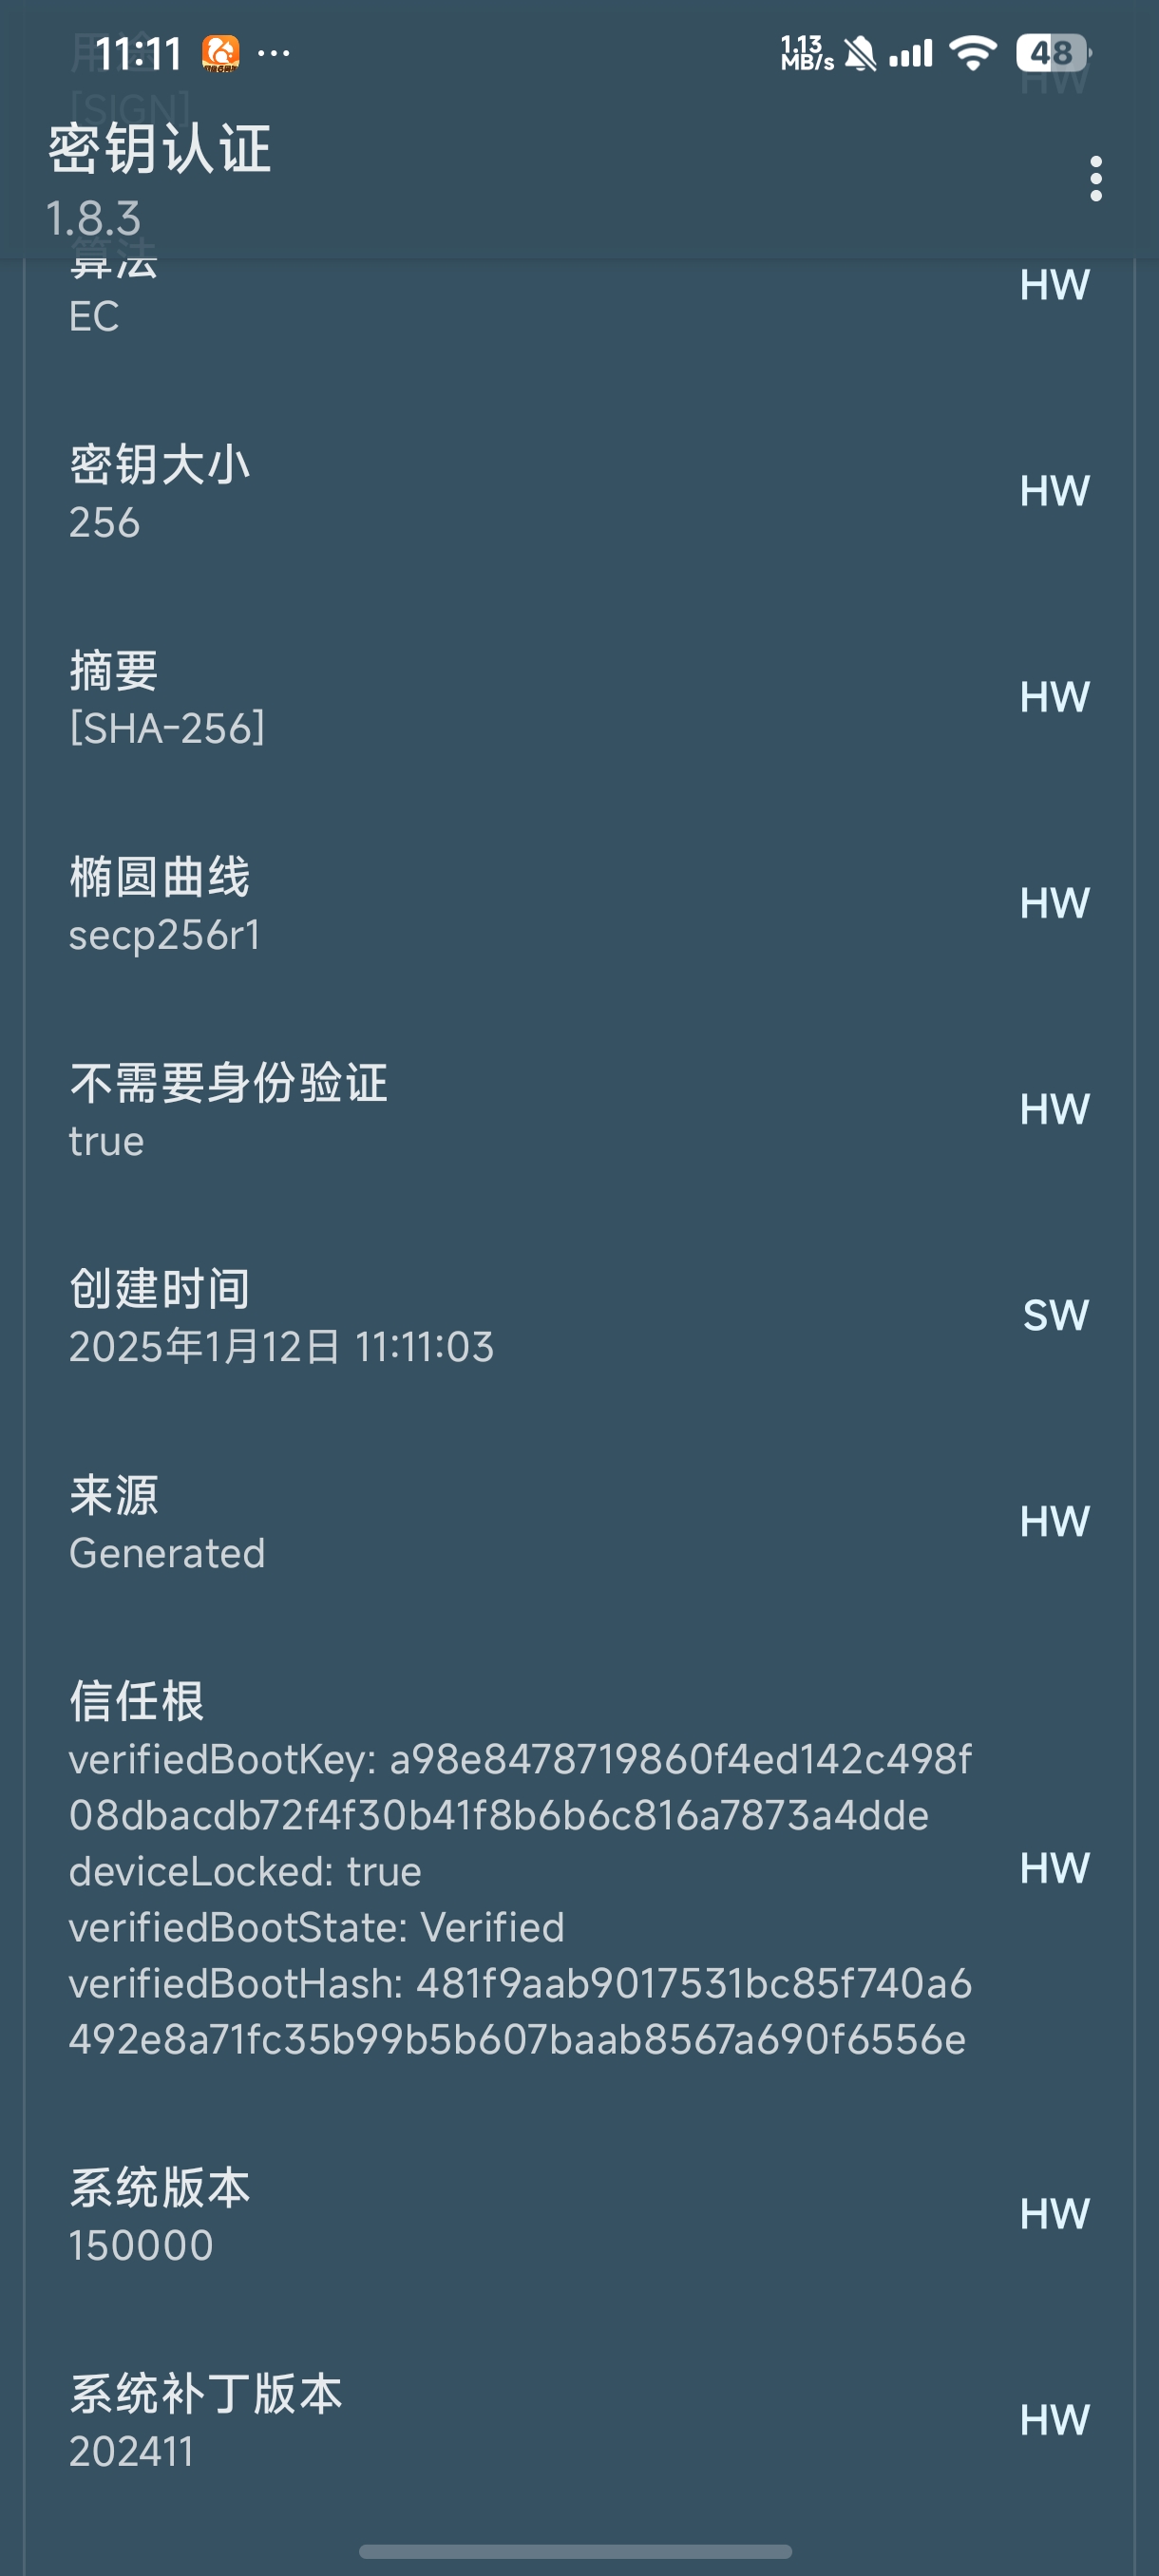 用途
11:11
1.13
MB/s
48
HW
[SIGN]
密钥认证
1.8.3
算法
EC
HW
密钥大小
256
HW
摘要
[SHA-256]
HW
椭圆曲线
secp256r1
HW
不需要身份验证
true
HW
创建时间
2025年1月12日 11:11:03
SW
来源
Generated
HW
信任根
verifiedBootKey: a98e8478719860f4ed142c498f
08dbacdb72f4f30b41f8b6b6c816a7873a4dde
deviceLocked: true
verifiedBootState: Verified
verifiedBootHash: 481f9aab9017531bc85f740a6
492e8a71fc35b99b5b607baab8567a690f6556e
HW
系统版本
150000
HW
系统补丁版本
202411
HW